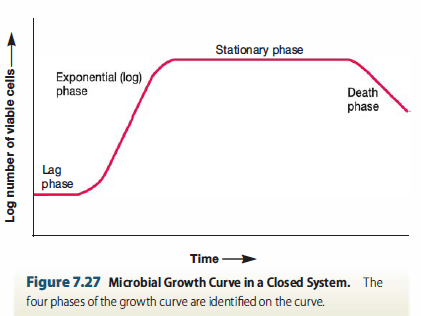 Stationary phase
Exponential (log)
phase
Death
phase
Lag
phase
Log number of viable cells
Time
Figure 7.27 Microbial Growth Curve in a Closed System. The
four phases of the growth curve are identified on the curve.